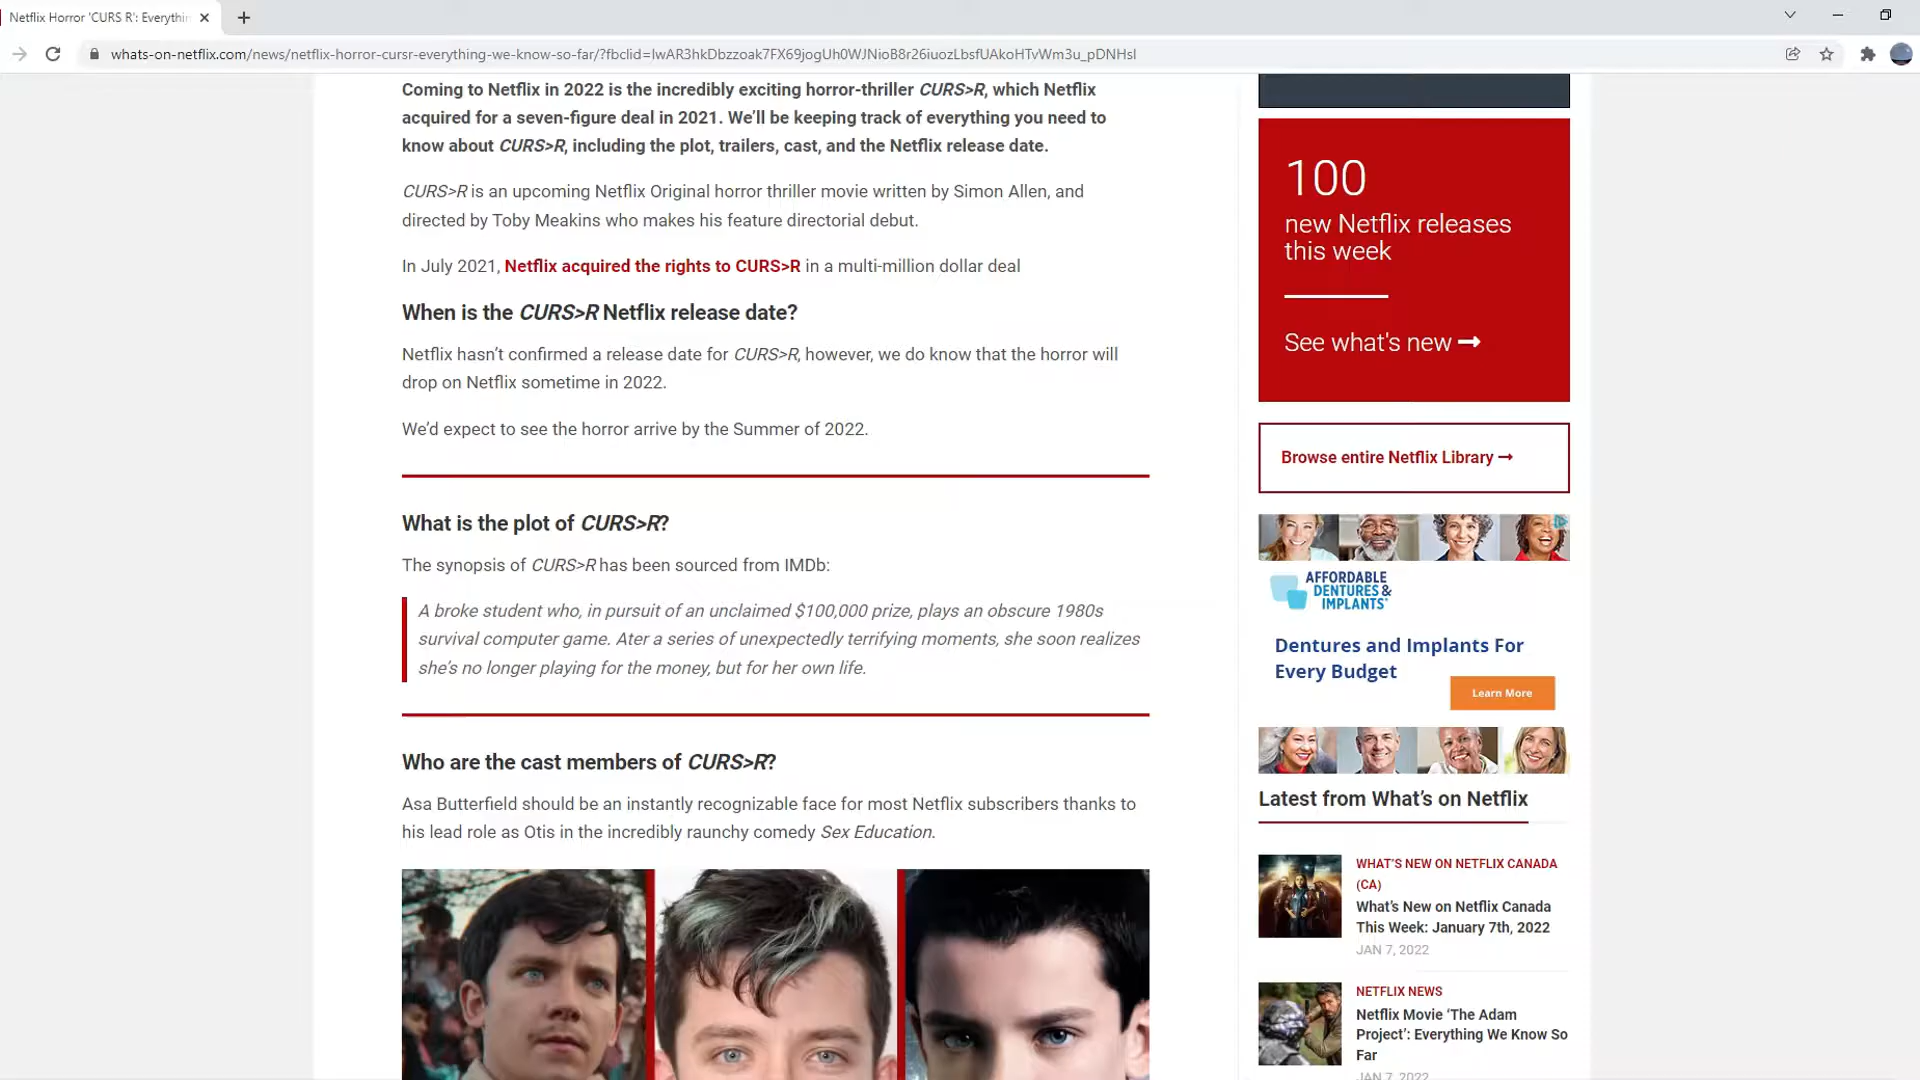 Netflix Horror 'CURS R': Everythin
whats-on-netflix.com/news/netflix-horror-cursr-everything-we-know-so-far/?fbclid=IwAR3hkDbzzoak7FX69jogUh0WJNioB8r26iuozLbsfUAkoHTvWm3u_pDNHsI
Coming to Netflix in 2022 is the incredibly exciting horror-thriller CURS>R, which Netflix
acquired for a seven-figure deal in 2021. We’ll be keeping track of everything you need to
know about CURS>R, including the plot, trailers, cast, and the Netflix release date.
CURS>R is an upcoming Netflix Original horror thriller movie written by Simon Allen, and
directed by Toby Meakins who makes his feature directorial debut.
In July 2021, Netflix acquired the rights to CURS>R in a multi-million dollar deal
When is the CURS>R Netflix release date?
Netflix hasn’t confirmed a release date for CURS>R, however, we do know that the horror will
drop on Netflix sometime in 2022.
We’d expect to see the horror arrive by the Summer of 2022.
What is the plot of CURS>R?
The synopsis of CURS>R has been sourced from IMDb:
A broke student who, in pursuit of an unclaimed $100,000 prize, plays an obscure 1980s
survival computer game. Ater a series of unexpectedly terrifying moments, she soon realizes
she’s no longer playing for the money, but for her own life.
Who are the cast members of CURS>R?
Asa Butterfield should be an instantly recognizable face for most Netflix subscribers thanks to
his lead role as Otis in the incredibly raunchy comedy Sex Education.
100
new Netflix releases
this week
See what's new
Browse entire Netflix Library
AFFORDABLE
DENTURES &
IMPLANTS
Dentures and Implants For
Every Budget
Learn More
Latest from What’s on Netflix
WHAT’S NEW ON NETFLIX CANADA
(CA)
What’s New on Netflix Canada
This Week: January 7th, 2022
JAN 7, 2022
NETFLIX NEWS
Netflix Movie ‘The Adam
Project’: Everything We Know So
Far
JAN 7, 2022